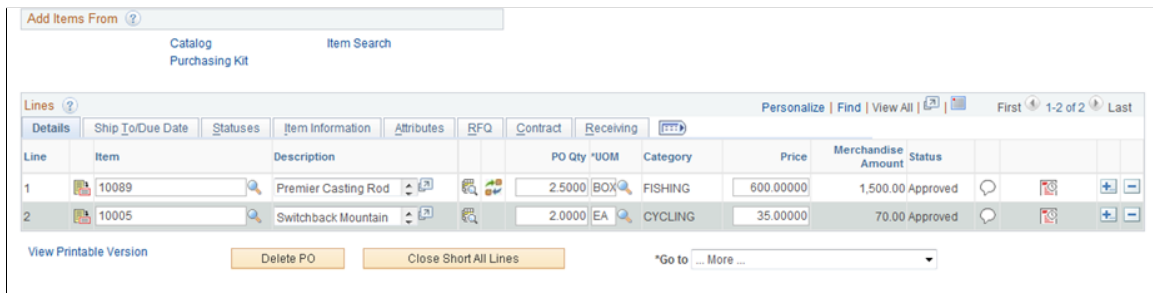 Add Items From
Catalog Item Search
Purchasing Kit
Lines Personalize | Find | View All | | First 1-2 of 2 Last
Details Ship To/Due Date Statuses Item Information Attributes RFQ Contract Receiving
Line Item Description PO Qty *UOM Category Price Merchandise Amount Status
1 10089 Premier Casting Rod 2.5000 BOX FISHING 600.00000 1,500.00 Approved
2 10005 Switchback Mountain 2.0000 EA CYCLING 35.00000 70.00 Approved
View Printable Version Delete PO Close Short All Lines *Go to ... More ...